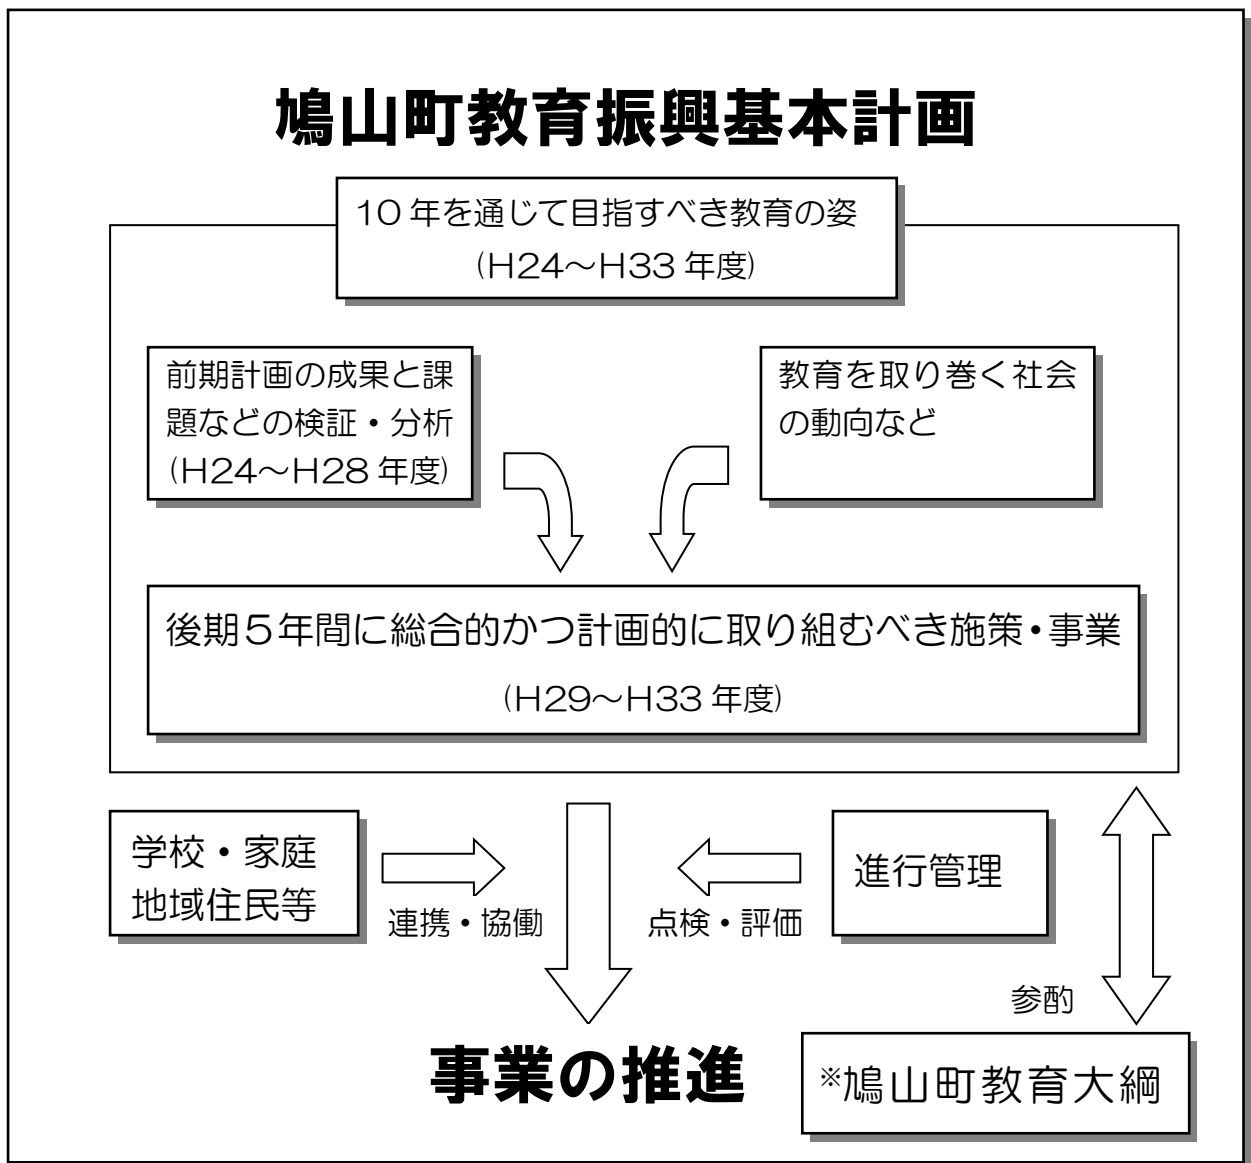 鳩山町教育振興基本計画
10年を通じて目指すべき教育の姿
(H24～H33年度)
前期計画の成果と課
題などの検証・分析
(H24～H28年度)
教育を取り巻く社会
の動向など
後期５年間に総合的かつ計画的に取り組むべき施策・事業
(H29～H33年度)
学校・家庭
地域住民等
連携・協働
点検・評価
進行管理
参酌
事業の推進
※鳩山町教育大綱